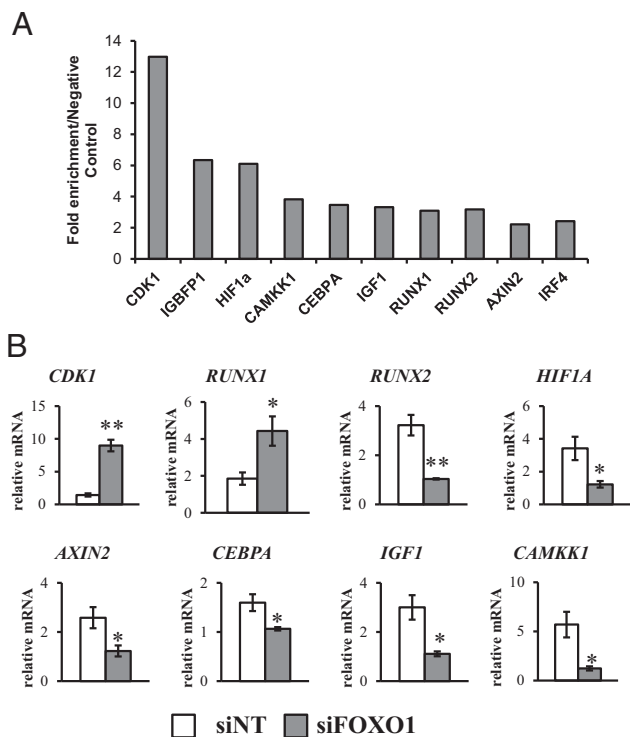 A
Fold enrichment/Negative
Control
14
12
10
8
6
4
2
0
CDK1
IGBFP1
HIF1a
CAMKK1
CEBPA
IGF1
RUNX1
RUNX2
AXIN2
IRF4
B
CDK1
relative mRNA
15
10
5
0
**
RUNX1
relative mRNA
6
4
2
0
*
RUNX2
relative mRNA
4
2
0
**
HIF1A
relative mRNA
6
4
2
0
*
AXIN2
relative mRNA
4
2
0
*
CEBPA
relative mRNA
2
1
0
*
IGF1
relative mRNA
4
2
0
*
CAMKK1
relative mRNA
10
5
0
*
siNT
siFOXO1